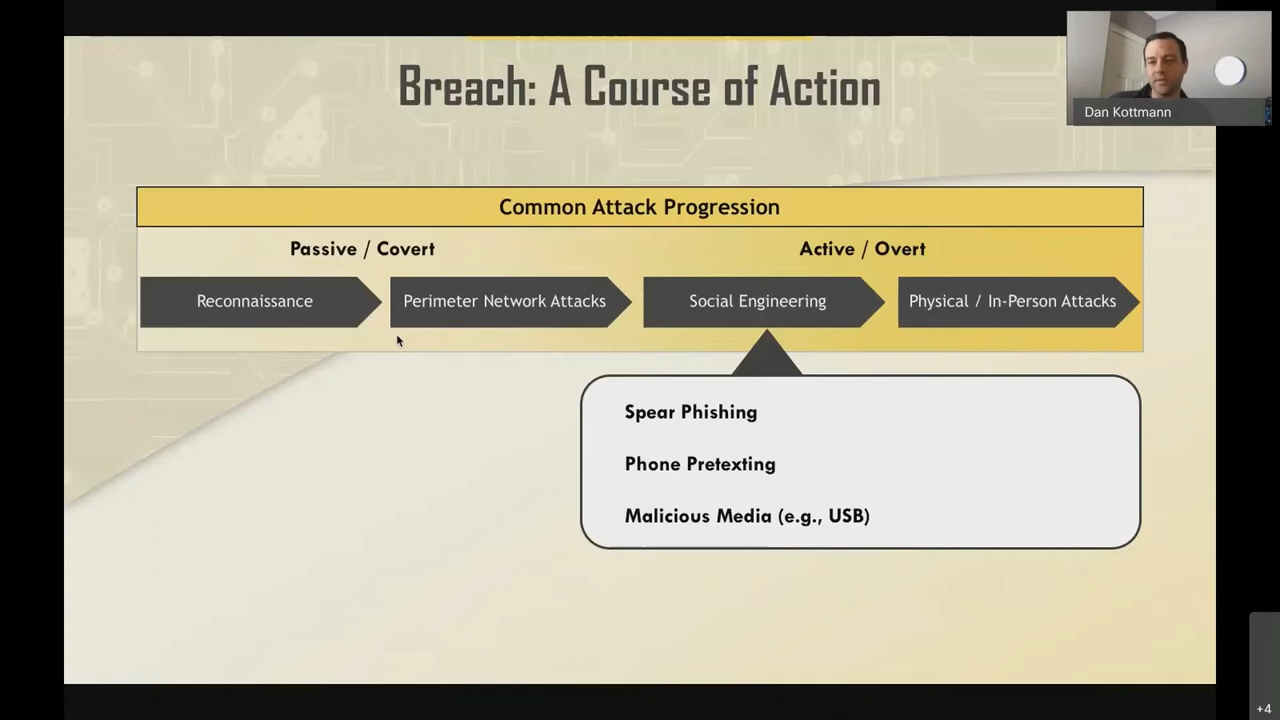 Breach: A Course of Action
Dan Kottmann
Common Attack Progression
Passive / Covert
Active / Overt
Reconnaissance
Perimeter Network Attacks
Social Engineering
Physical / In-Person Attacks
Spear Phishing
Phone Pretexting
Malicious Media (e.g., USB)
+4